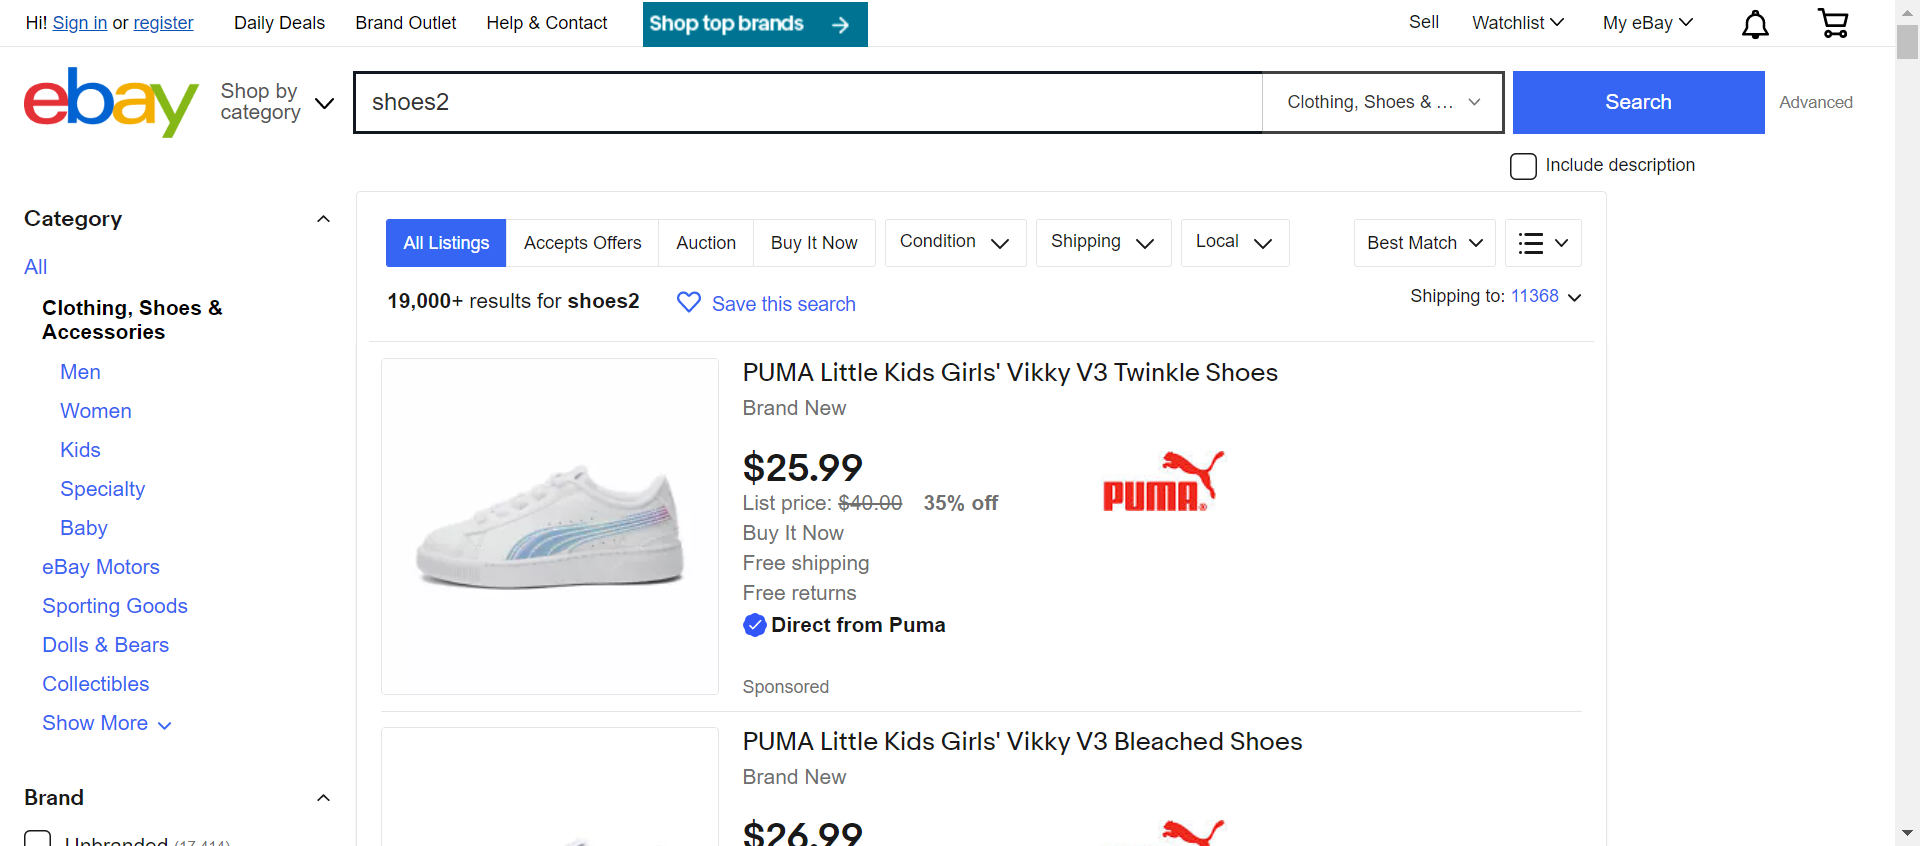 Hi! Sign in or register
Daily Deals
Brand Outlet
Help & Contact
Shop top brands
Sell
Watchlist
My eBay
ebay
Shop by
category
shoes2
Clothing, Shoes & ...
Search
Advanced
Include description
Category
All
Clothing, Shoes &
Accessories
Men
Women
Kids
Specialty
Baby
eBay Motors
Sporting Goods
Dolls & Bears
Collectibles
Show More
Brand
Unbranded (17,414)
All Listings
Accepts Offers
Auction
Buy It Now
Condition
Shipping
Local
Best Match
19,000+ results for shoes2
Save this search
Shipping to: 11368
PUMA Little Kids Girls' Vikky V3 Twinkle Shoes
Brand New
$25.99
List price: $40.00 35% off
Buy It Now
Free shipping
Free returns
Direct from Puma
Sponsored
PUMA
PUMA Little Kids Girls' Vikky V3 Bleached Shoes
Brand New
$26.99